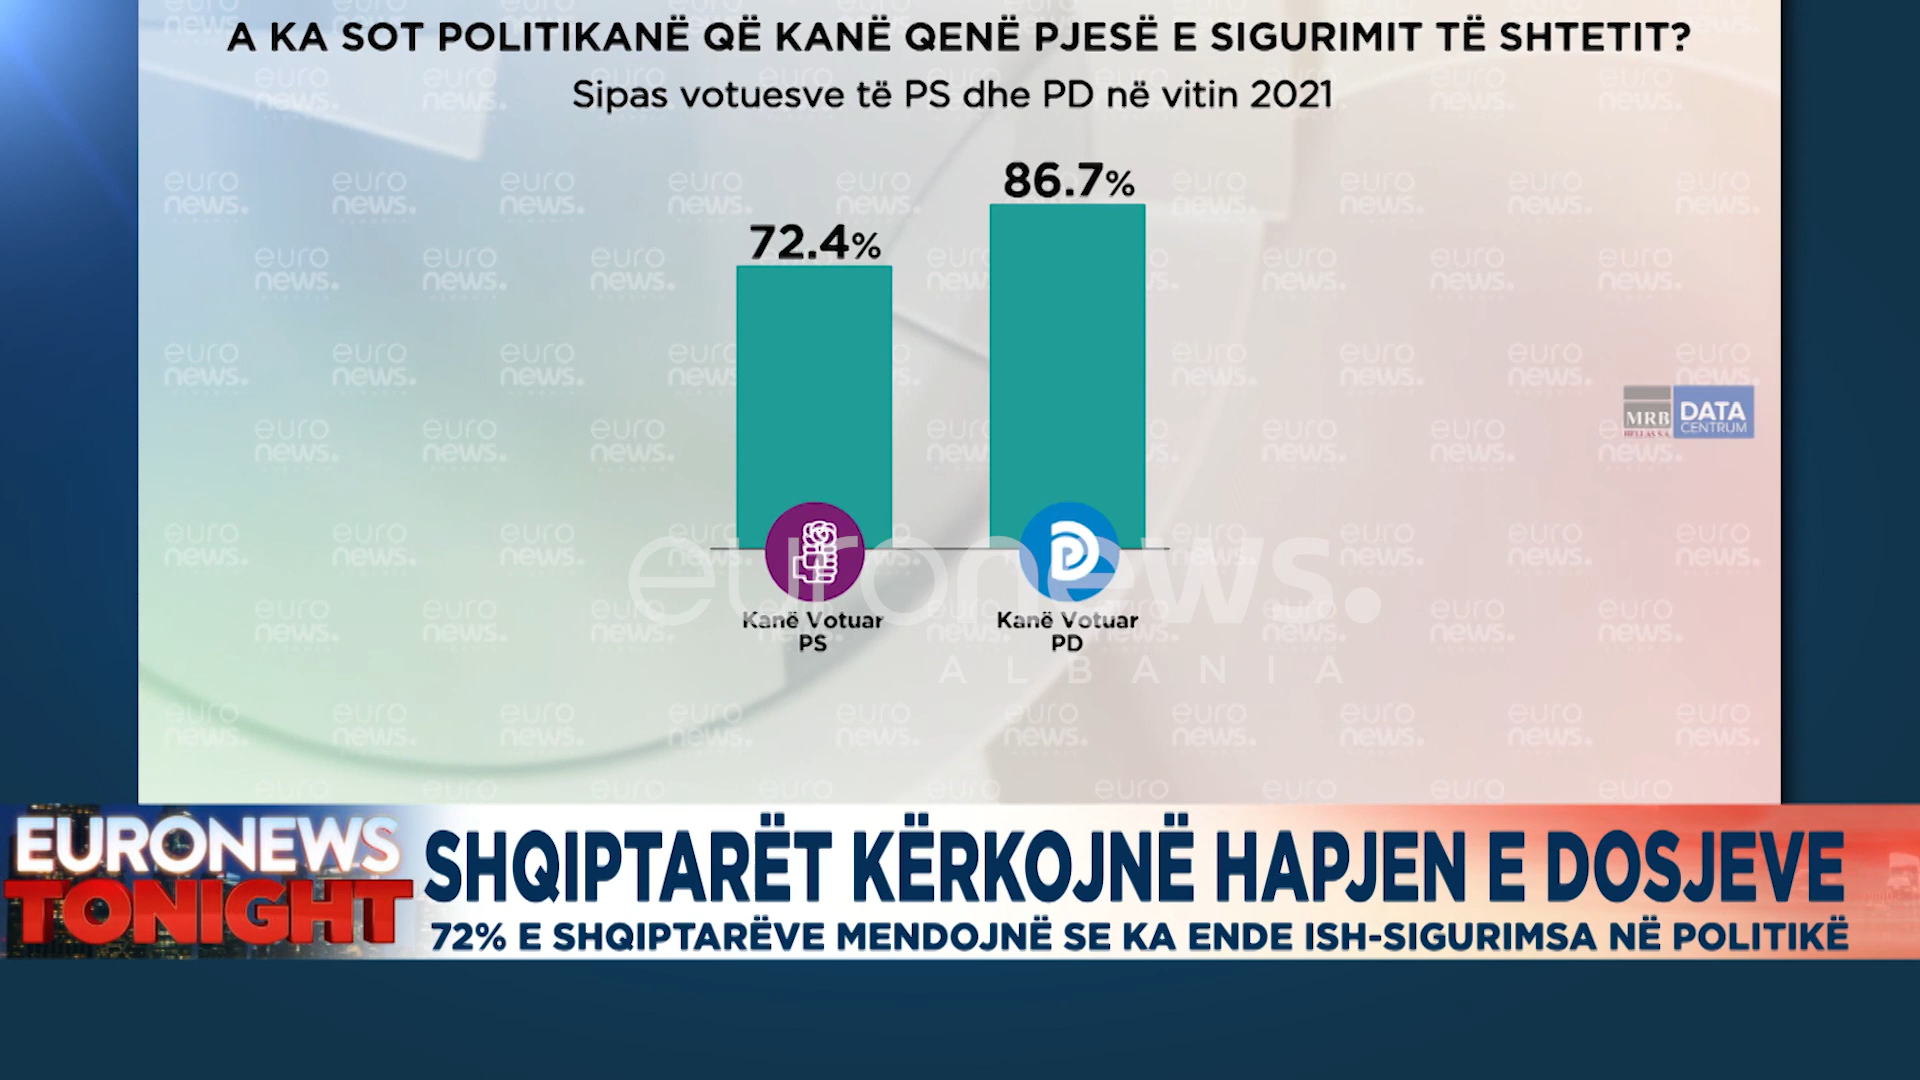 A KA SOT POLITIKANË QË KANË QENË PJESË E SIGURIMIT TË SHTETIT?
Sipas votuesve të PS dhe PD në vitin 2021
86.7%
72.4%
MRB
HELLAS S.A.
DATA
CENTRUM
euronews.
ALBANIA
Kanë Votuar
PS
Kanë Votuar
PD
EURONEWS
TONIGHT
SHQIPTARËT KËRKOJNË HAPJEN E DOSJEVE
72% E SHQIPTARËVE MENDOJNË SE KA ENDE ISH-SIGURIMSA NË POLITIKË